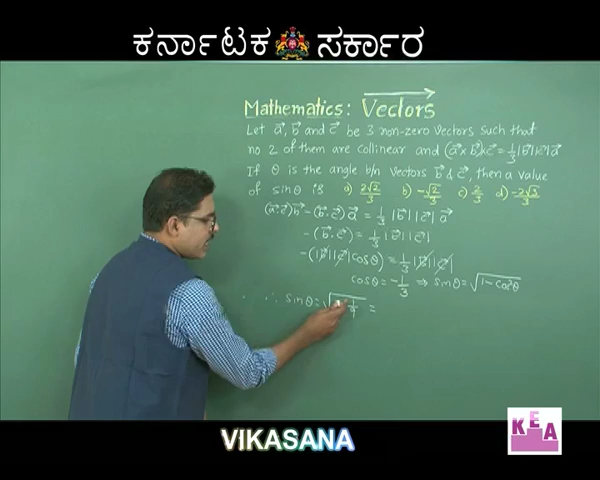 ಕರ್ನಾಟಕ ಸರ್ಕಾರ
Mathematics: Vectors
Let a⃗, b⃗ and c⃗ be 3 non-zero vectors such that
no 2 of them are collinear and (a⃗×b⃗)×c⃗=1/3|b⃗||c⃗|a⃗
If θ is the angle b/n vectors b⃗ & c⃗, then a value
of sinθ is a) 2√2/3 b) -√2/3 c) 2/3 d) -2√3/3
(a⃗·c⃗)b⃗ - (b⃗·c⃗)a⃗ = 1/3 |b⃗||c⃗|a⃗
-(b⃗·c⃗) = 1/3 |b⃗||c⃗|
-(|b⃗||c⃗|cosθ) = 1/3 |b⃗||c⃗|
cosθ = -1/3 ⇒ sinθ = √1-cos²θ
∴ sinθ = √ =
VIKASANA
KEA